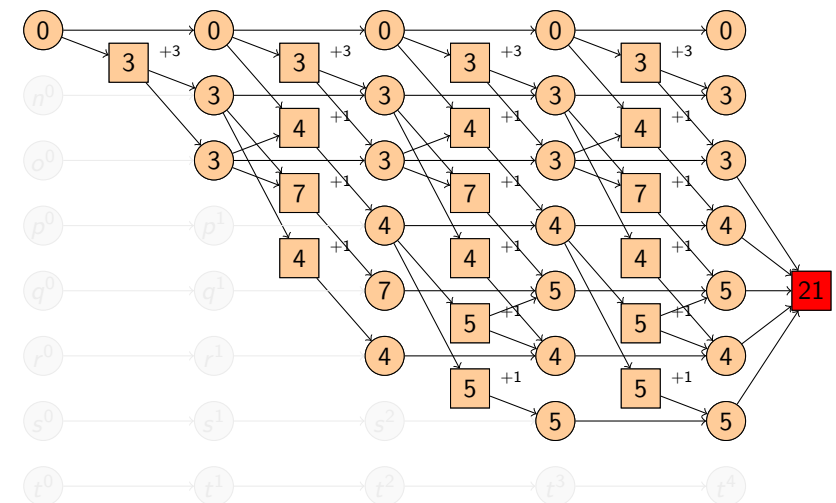 0 0 0 0 0
3 +3 3 +3 3 +3 3 +3
n⁰ 3 3 3 3
4 +1 4 +1 4 +1
o⁰ 3 3 3 3
7 +1 7 +1 7 +1
p⁰ p¹ 4 4 4
4 +1 4 +1 4 +1
q⁰ q¹ 7 5 5 21
5 +1 5 +1
r⁰ r¹ 4 4 4
5 +1 5 +1
s⁰ s¹ s² 5 5
t⁰ t¹ t² t³ t⁴